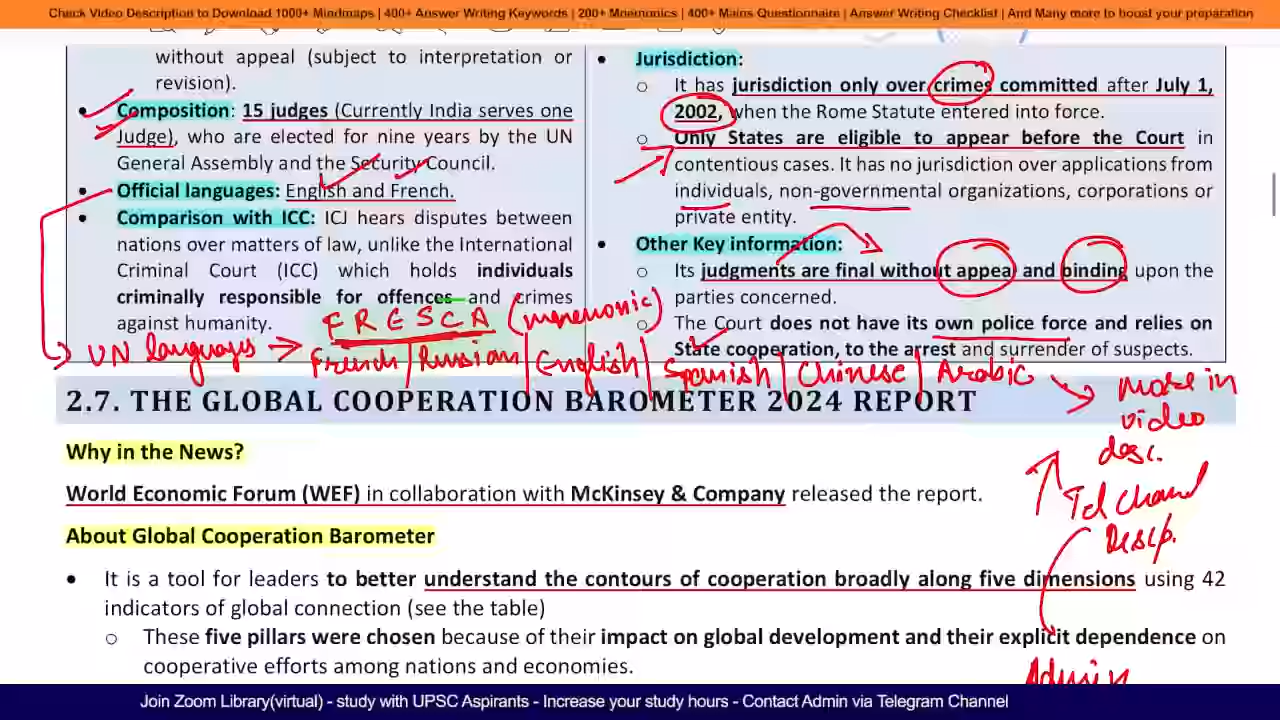 Check Video Description to Download 1000+ Mindmaps | 400+ Answer Writing Keywords | 200+ Mnemonics | 400+ Mains Questionnaire | Answer Writing Checklist | And Many more to boost your preparation
without appeal (subject to interpretation or
revision).
• Composition: 15 judges (Currently India serves one
Judge), who are elected for nine years by the UN
General Assembly and the Security Council.
• Official languages: English and French.
• Comparison with ICC: ICJ hears disputes between
nations over matters of law, unlike the International
Criminal Court (ICC) which holds individuals
criminally responsible for offences and crimes
against humanity.
• Jurisdiction:
o It has jurisdiction only over crimes committed after July 1,
2002, when the Rome Statute entered into force.
o Only States are eligible to appear before the Court in
contentious cases. It has no jurisdiction over applications from
individuals, non-governmental organizations, corporations or
private entity.
• Other Key information:
o Its judgments are final without appeal and binding upon the
parties concerned.
o The Court does not have its own police force and relies on
State cooperation, to the arrest and surrender of suspects.
FRESCA (mnemonic)
UN languages → French | Russian | English | Spanish | Chinese | Arabic
more in
video
desc.
Tel channel
Descp.
Admin
2.7. THE GLOBAL COOPERATION BAROMETER 2024 REPORT
Why in the News?
World Economic Forum (WEF) in collaboration with McKinsey & Company released the report.
About Global Cooperation Barometer
• It is a tool for leaders to better understand the contours of cooperation broadly along five dimensions using 42
indicators of global connection (see the table)
o These five pillars were chosen because of their impact on global development and their explicit dependence on
cooperative efforts among nations and economies.
Join Zoom Library(virtual) - study with UPSC Aspirants - Increase your study hours - Contact Admin via Telegram Channel